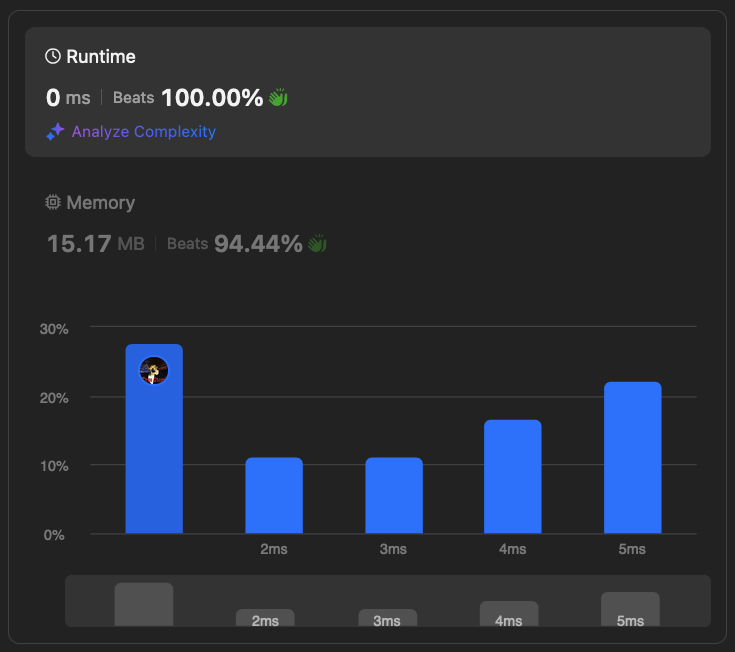 Runtime
0 ms | Beats 100.00%
Analyze Complexity
Memory
15.17 MB | Beats 94.44%
30%
20%
10%
0%
2ms 3ms 4ms 5ms
2ms 3ms 4ms 5ms